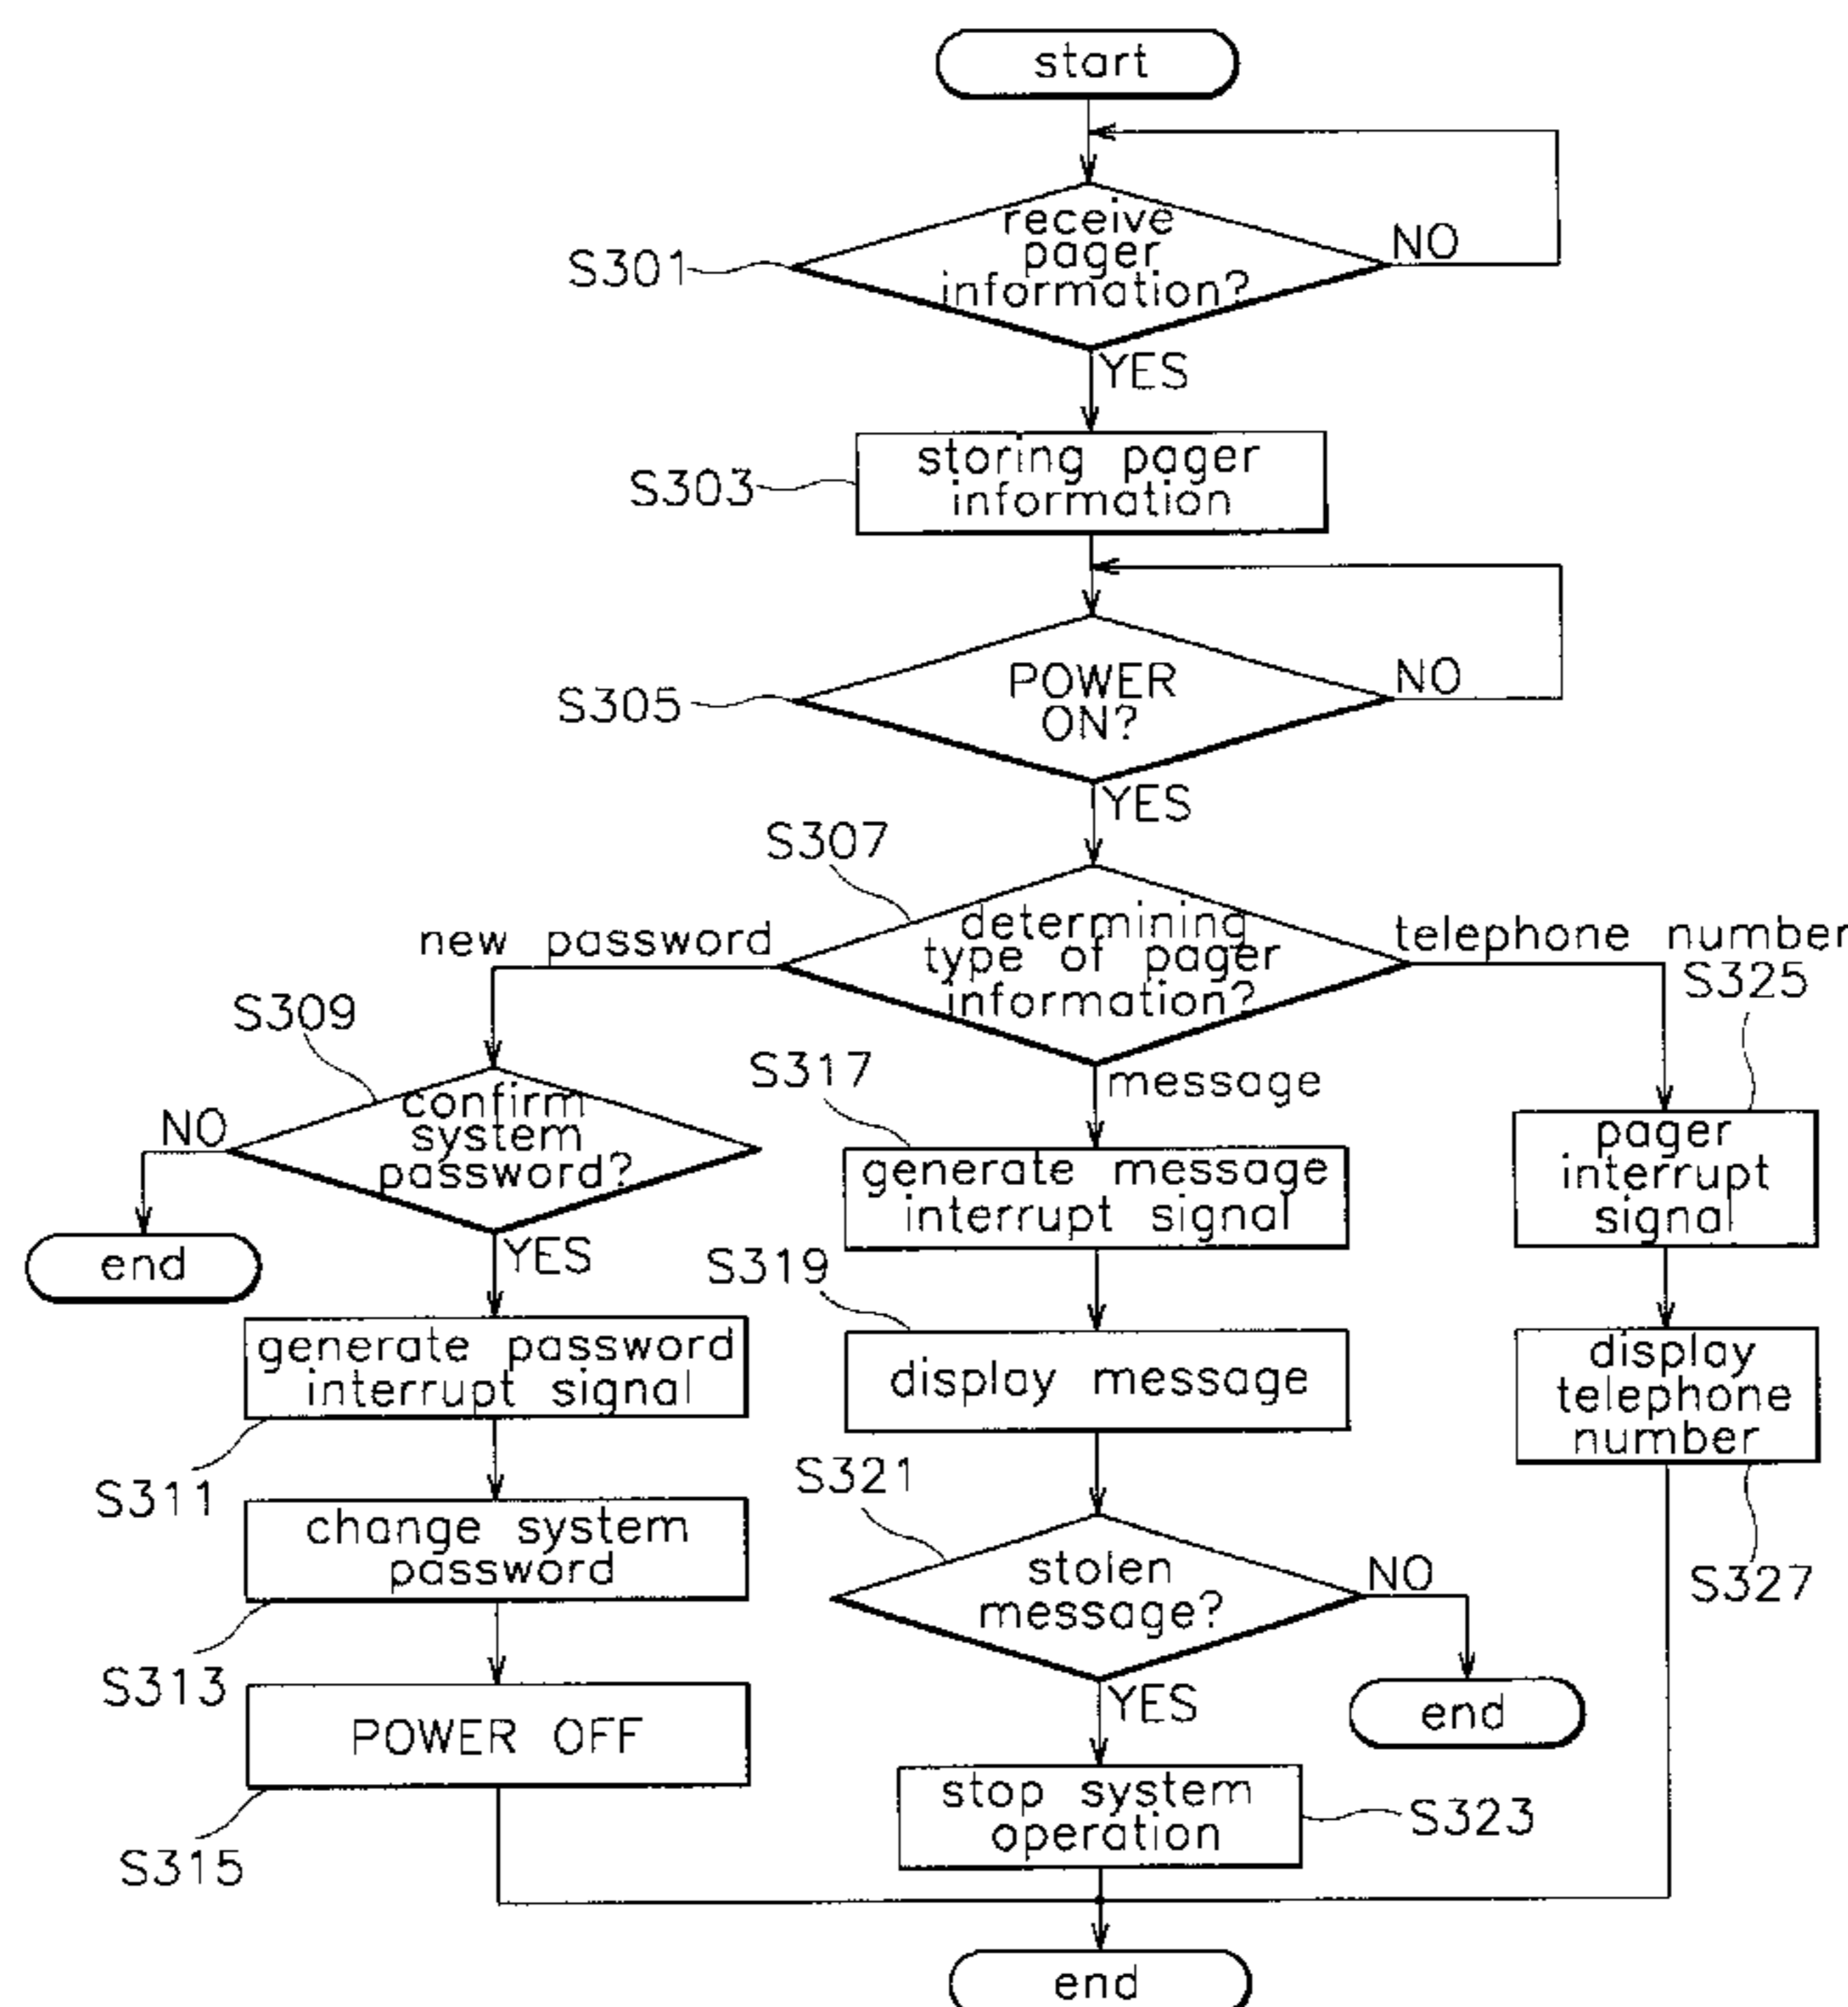 start
receive
pager
information?
S301
NO
YES
storing pager
information
S303
POWER
ON?
S305
NO
YES
S307
determining
type of pager
information?
new password
telephone number
S325
message
S309
confirm
system
password?
NO
end
YES
S317
generate message
interrupt signal
pager
interrupt
signal
generate password
interrupt signal
S311
S319
display message
display
telephone
number
S327
change system
password
S313
S321
stolen
message?
NO
end
YES
POWER OFF
S315
stop system
operation
S323
end